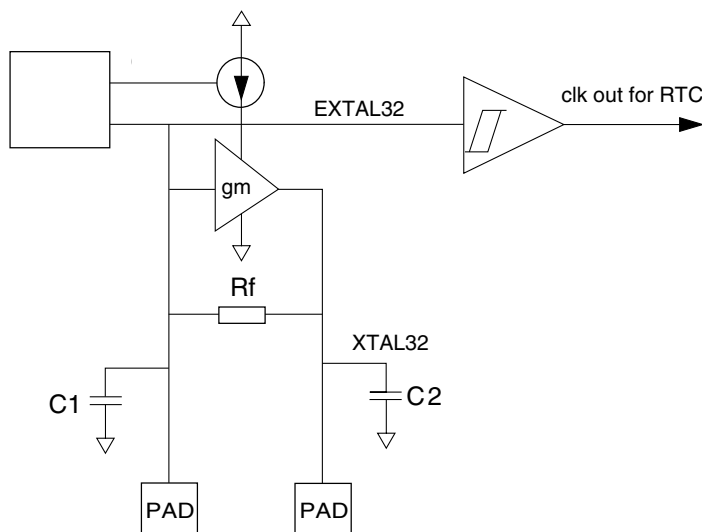 EXTAL32
clk out for RTC
gm
Rf
XTAL32
C1
C2
PAD
PAD